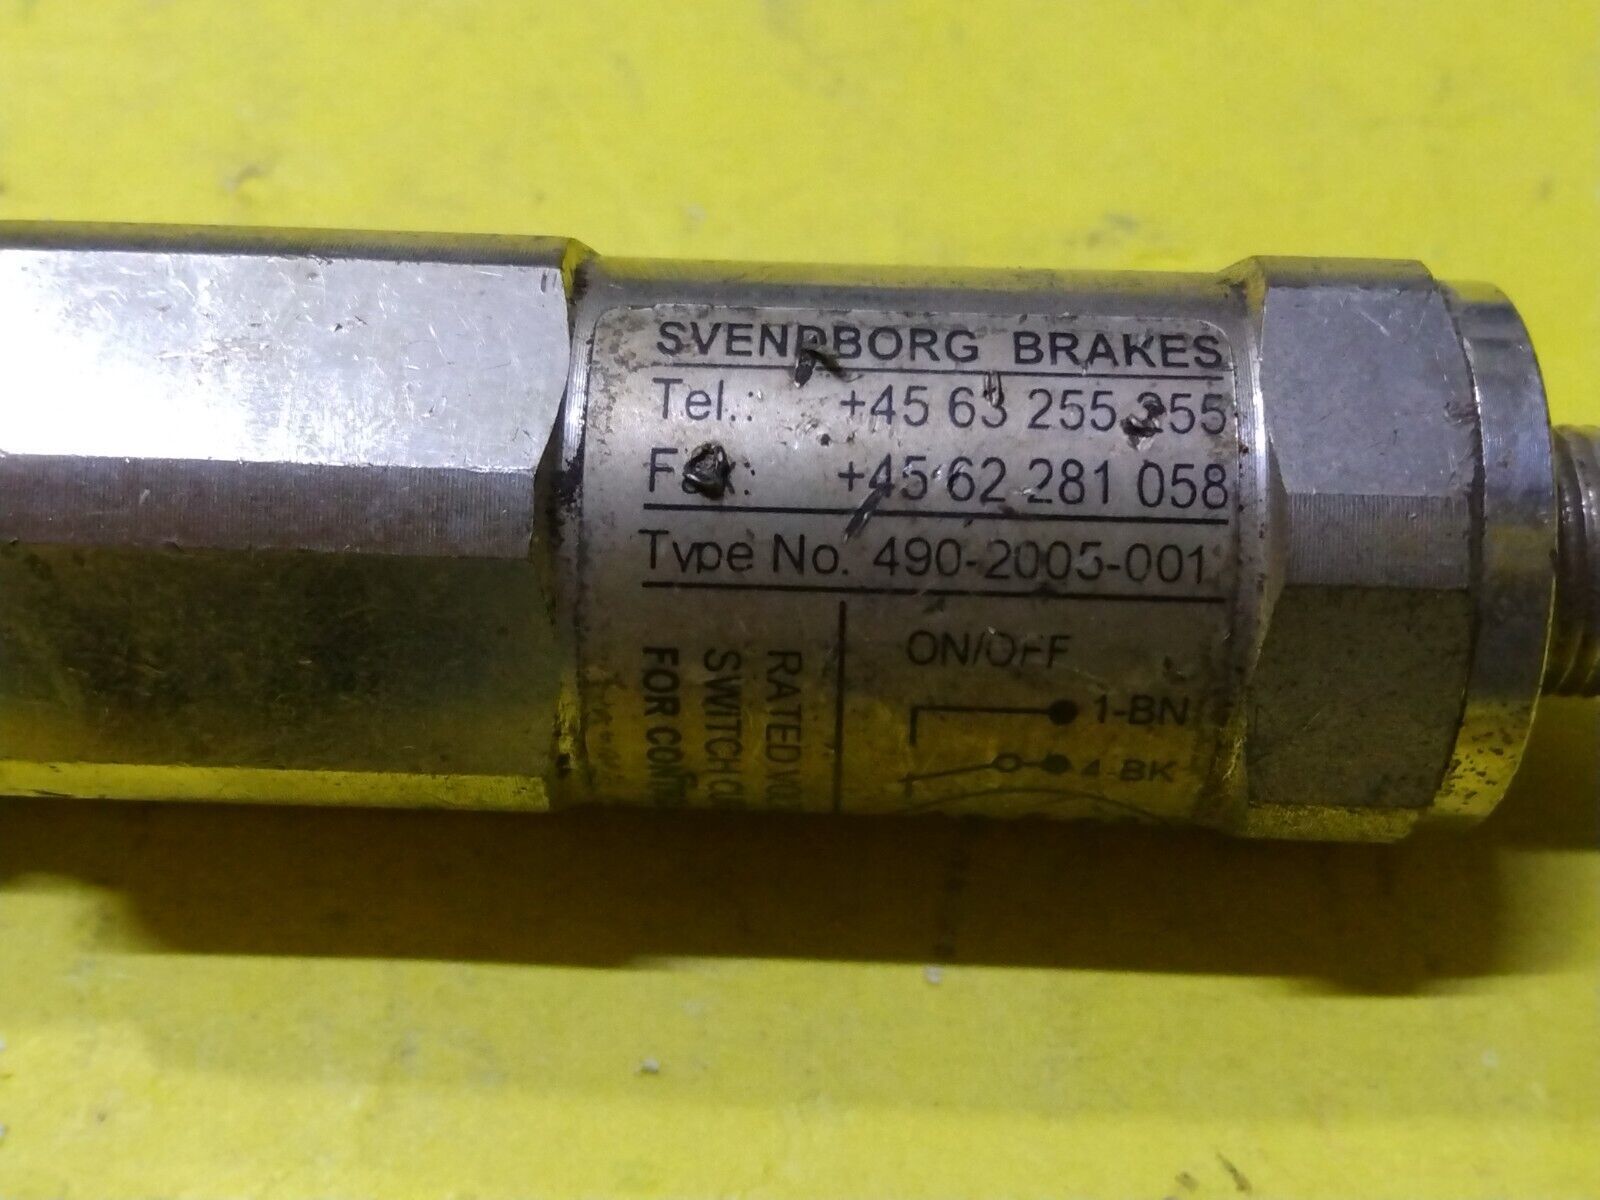 SVENDBORG BRAKES
Tel.: +45 63 255 255
Fax: +45 62 281 058
Type No. 490-2005-001
ON/OFF
1-BN
4-BK
RATED
SWITCH
FOR